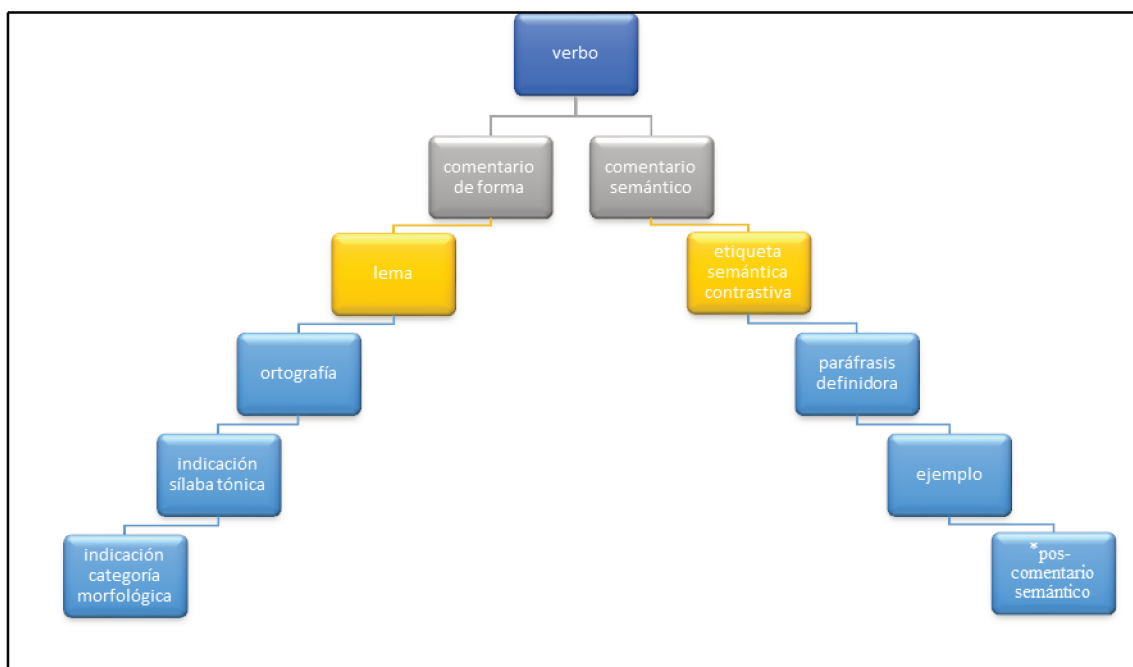 verbo
comentario
de forma
comentario
semántico
lema
etiqueta
semántica
contrastiva
ortografía
paráfrasis
definidora
indicación
sílaba tónica
ejemplo
indicación
categoría
morfológica
*pos-
comentario
semántico